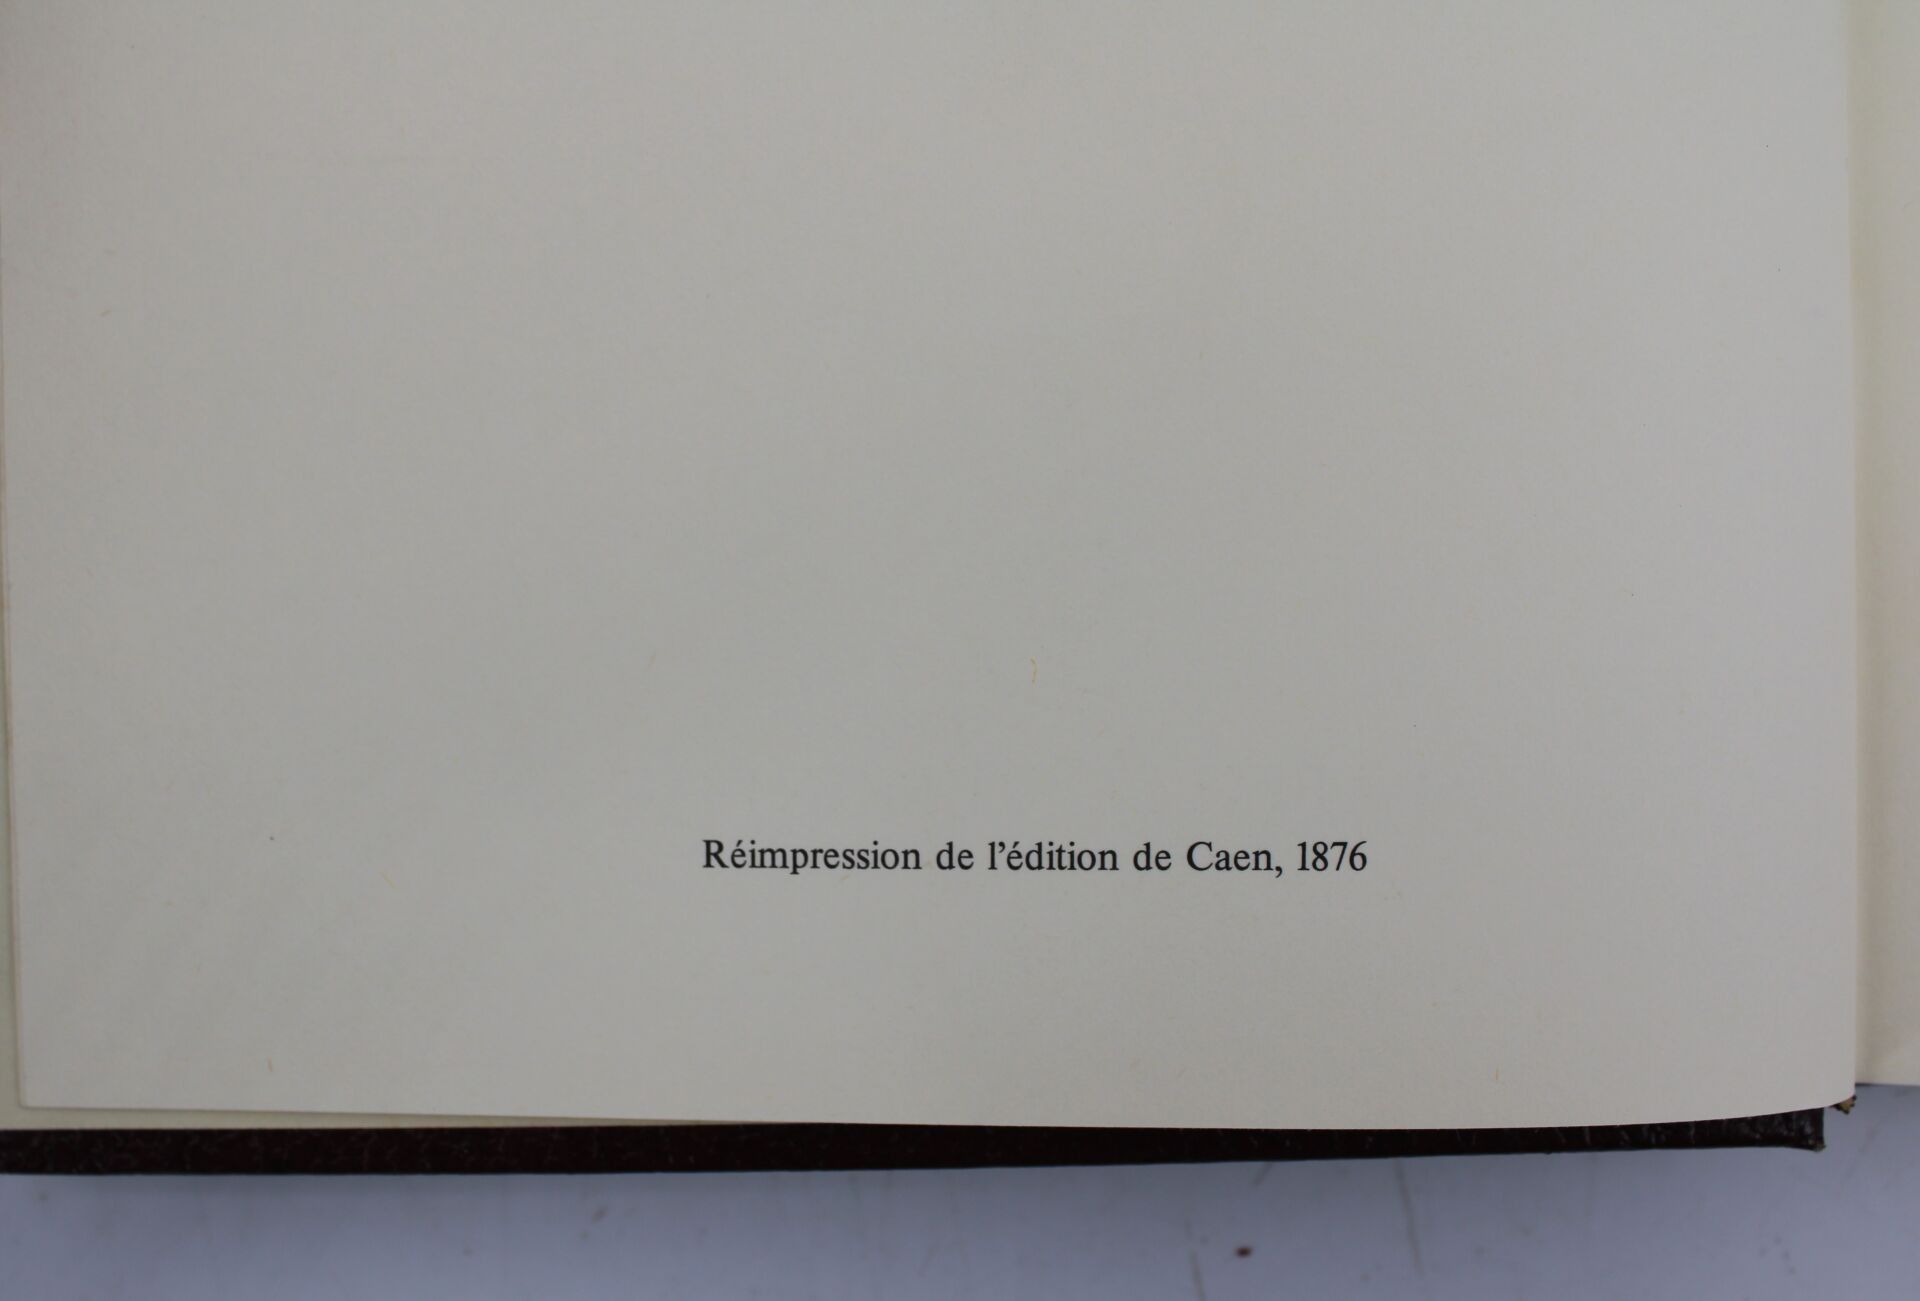 Réimpression de l'édition de Caen, 1876